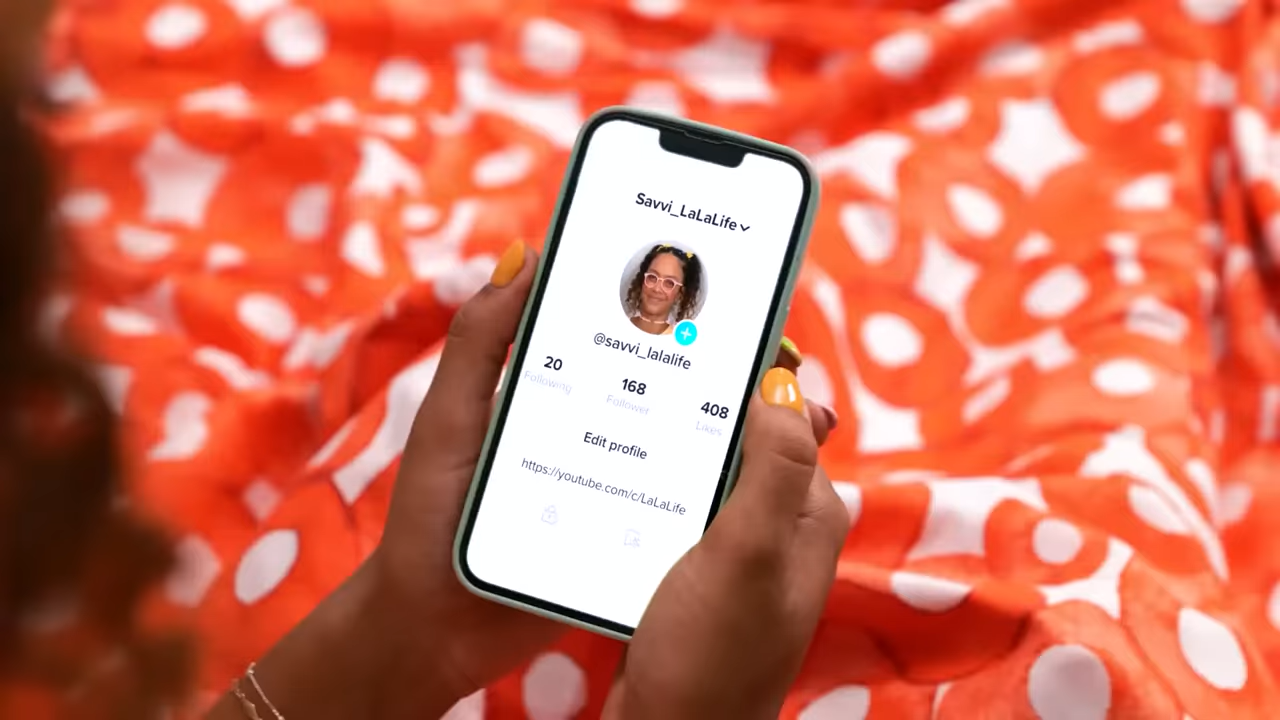 Savvi_LaLaLife
@savvi_lalalife
20
Following
168
Follower
408
Likes
Edit profile
https://youtube.com/c/LaLaLife